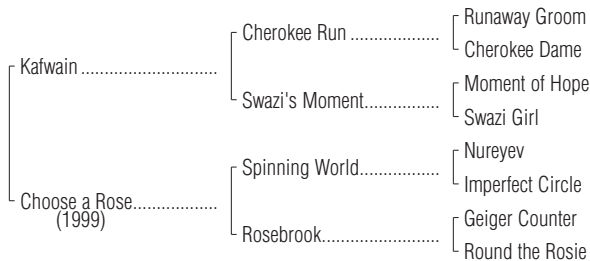 Runaway Groom
Cherokee Run ..................
Cherokee Dame
Kafwain ...........................
Moment of Hope
Swazi's Moment...............
Swazi Girl
Nureyev
Spinning World................
Imperfect Circle
Choose a Rose................
(1999)
Geiger Counter
Rosebrook.......................
Round the Rosie